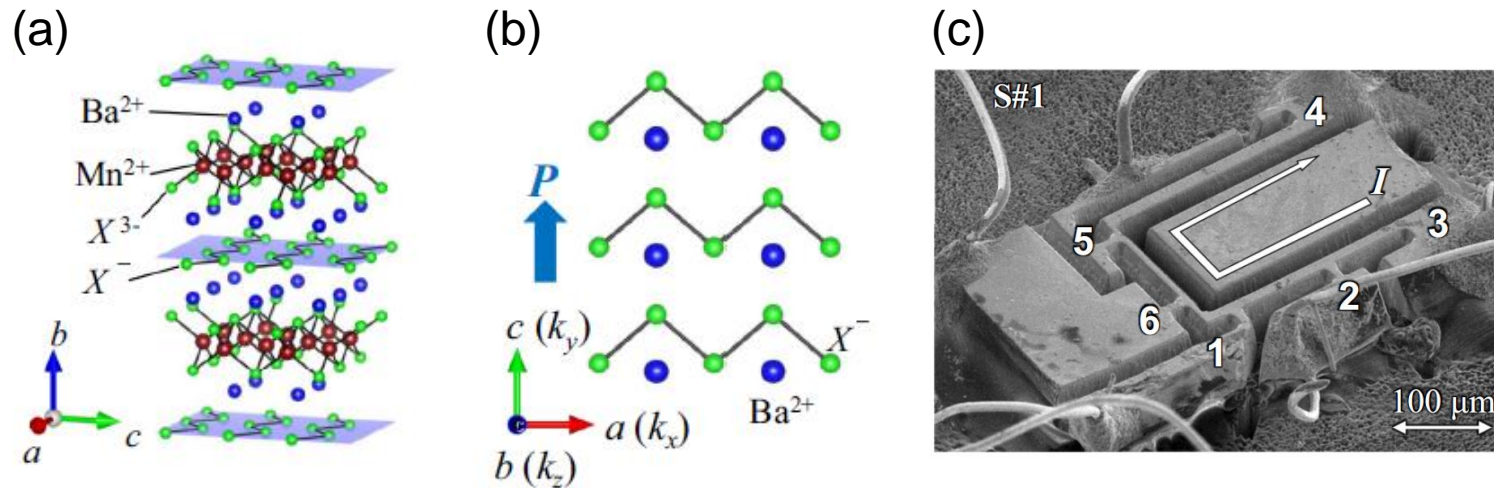 (a)
Ba2+
Mn2+
X3-
X−
b
a
c
(b)
P
c (ky)
X−
Ba2+
a (kx)
b (kz)
(c)
S#1
4
I
3
5
2
6
1
100 μm